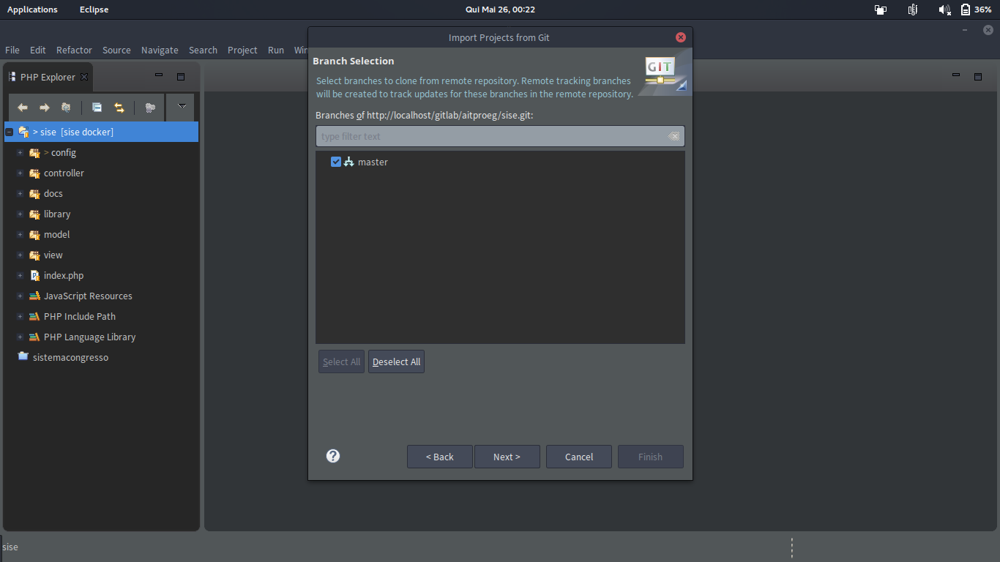 Applications
Eclipse
Qui Mai 26, 00:22
36%
Import Projects from Git
File
Edit
Refactor
Source
Navigate
Search
Project
Run
Branch Selection
GIT
Select branches to clone from remote repository. Remote tracking branches
will be created to track updates for these branches in the remote repository.
PHP Explorer
Branches of http://localhost/gitlab/aitproeg/sise.git:
type filter text
> sise [sise docker]
> config
controller
docs
library
model
view
index.php
JavaScript Resources
PHP Include Path
PHP Language Library
sistemacongresso
master
Select All
Deselect All
?
< Back
Next >
Cancel
Finish
sise